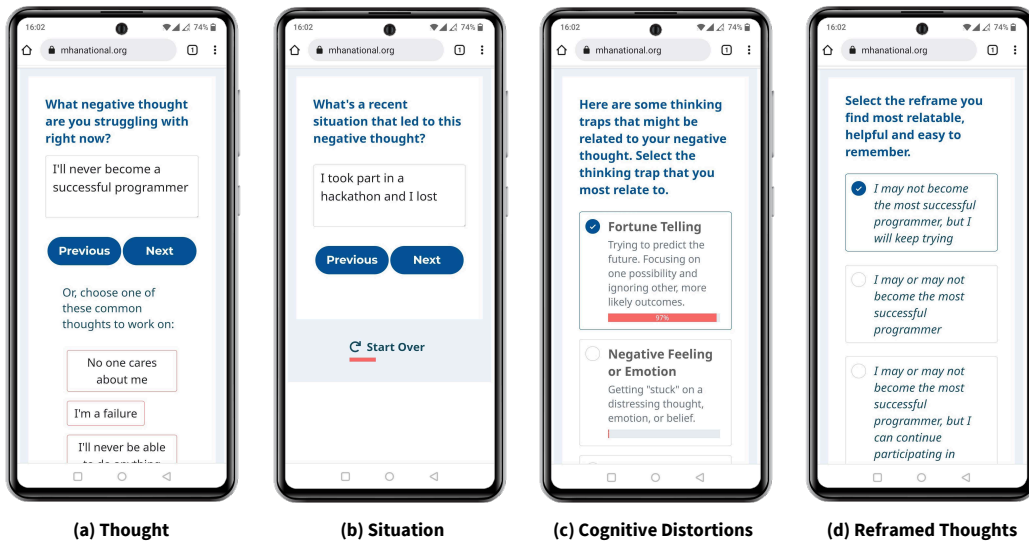 16:02
74%
mhanational.org
1
What negative thought
are you struggling with
right now?
I'll never become a
successful programmer
Previous
Next
Or, choose one of
these common
thoughts to work on:
No one cares
about me
I'm a failure
I'll never be able
to do anything
(a) Thought
16:02
74%
mhanational.org
1
What's a recent
situation that led to this
negative thought?
I took part in a
hackathon and I lost
Previous
Next
Start Over
(b) Situation
16:02
74%
mhanational.org
1
Here are some thinking
traps that might be
related to your negative
thought. Select the
thinking trap that you
most relate to.
Fortune Telling
Trying to predict the
future. Focusing on
one possibility and
ignoring other, more
likely outcomes.
97%
Negative Feeling
or Emotion
Getting "stuck" on a
distressing thought,
emotion, or belief.
(c) Cognitive Distortions
16:02
74%
mhanational.org
1
Select the reframe you
find most relatable,
helpful and easy to
remember.
I may not become
the most successful
programmer, but I
will keep trying
I may or may not
become the most
successful
programmer
I may or may not
become the most
successful
programmer, but I
can continue
participating in
(d) Reframed Thoughts